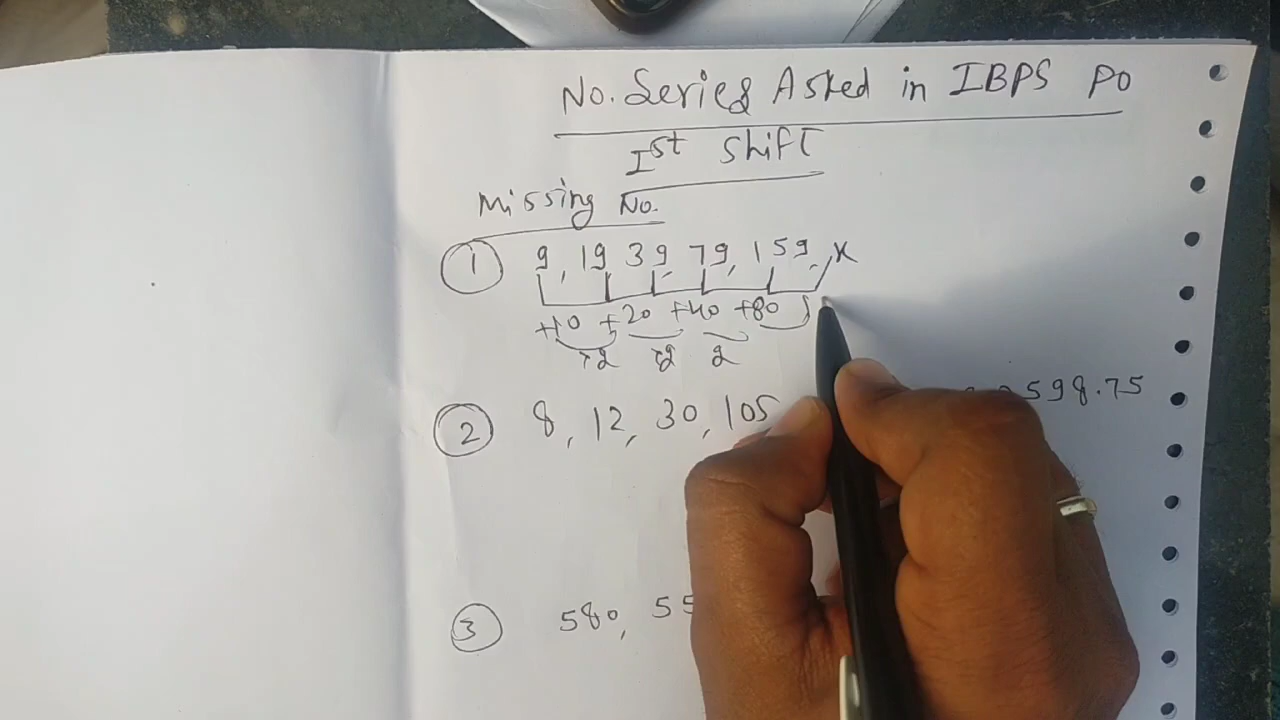 No. Series Asked in IBPS PO
Ist Shift
Missing No.
1 9, 19 39, 79, 159, x
+10 +20 +40 +80
×2 ×2 2
2 8, 12, 30, 105 598.75
3 580, 55